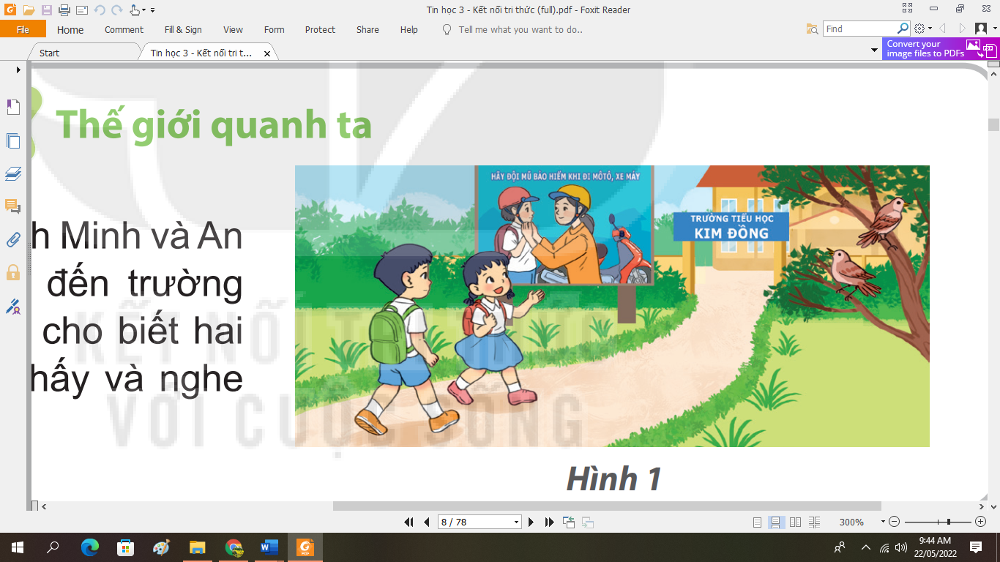 Tin học 3 - Kết nối tri thức (full).pdf - Foxit Reader
File Home Comment Fill & Sign View Form Protect Share Help Tell me what you want to do.. Find
Start Tin học 3 - Kết nối tri t... Convert your
image files to PDFs
Thế giới quanh ta
HÃY ĐỘI MŨ BẢO HIỂM KHI ĐI MÔTÔ, XE MÁY
TRƯỜNG TIỂU HỌC
KIM ĐỒNG
h Minh và An
đến trường
cho biết hai
hấy và nghe
KẾT NỐI TRI THỨC
VỚI CUỘC SỐNG
Hình 1
8 / 78 300%
9:44 AM
22/05/2022